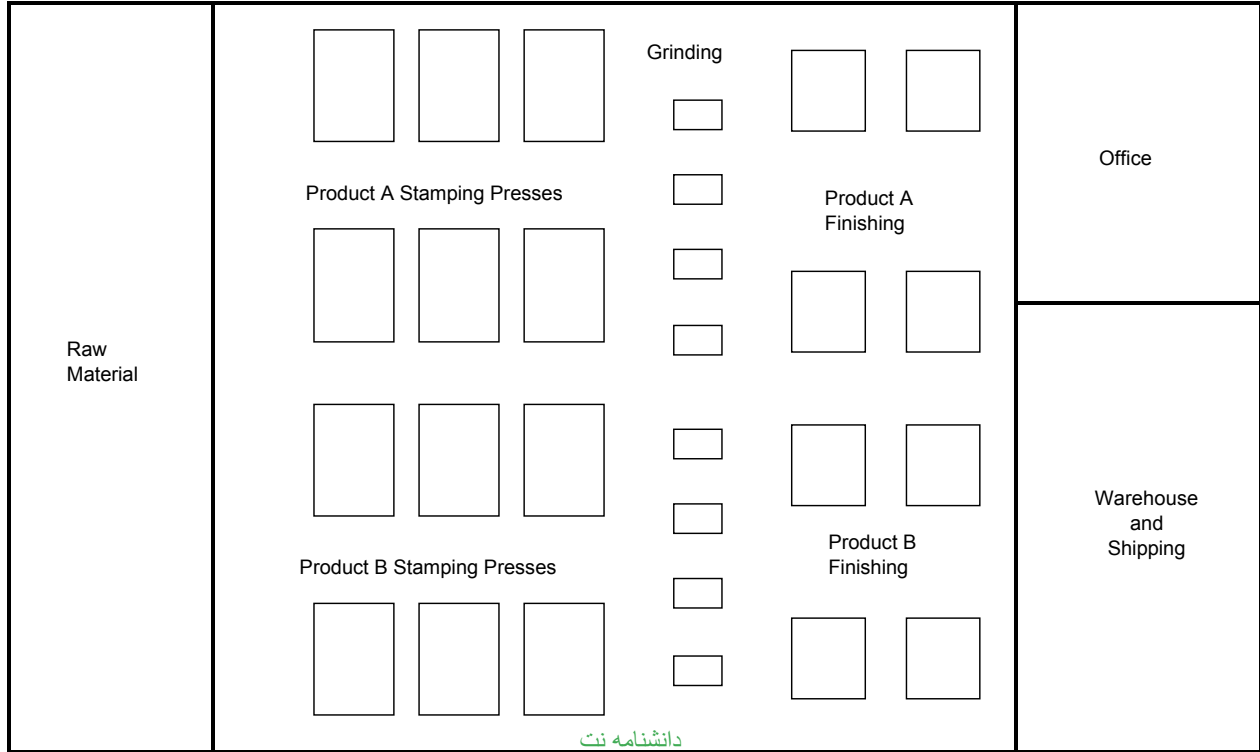 Grinding
Office
Product A Stamping Presses
Product A
Finishing
Raw
Material
Warehouse
and
Shipping
Product B
Finishing
Product B Stamping Presses
دانشنامه نت